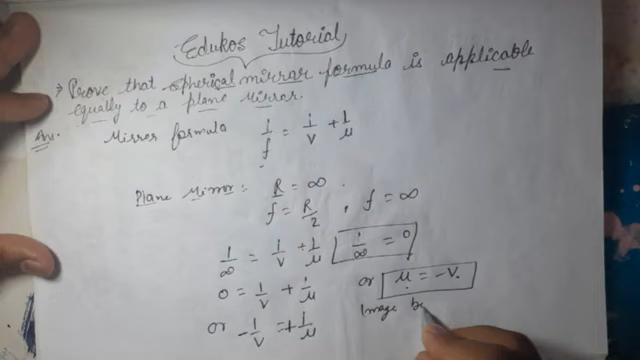 Edukos Tutorial
→ Prove that spherical mirror formula is applicable
equally to a plane Mirror.
Ans. Mirror formula 1/f = 1/v + 1/u
Plane Mirror: R = ∞
f = R/2 , f = ∞
1/∞ = 1/v + 1/u 1/∞ = 0
0 = 1/v + 1/u or u = -v.
or -1/v = +1/u Image be